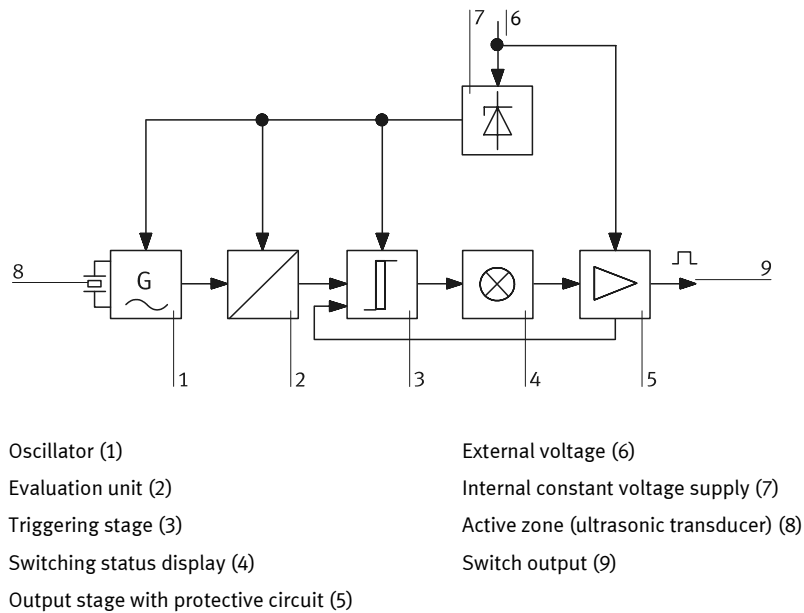 7
6
8
G
9
1
2
3
4
5
Oscillator (1)
Evaluation unit (2)
Triggering stage (3)
Switching status display (4)
Output stage with protective circuit (5)
External voltage (6)
Internal constant voltage supply (7)
Active zone (ultrasonic transducer) (8)
Switch output (9)